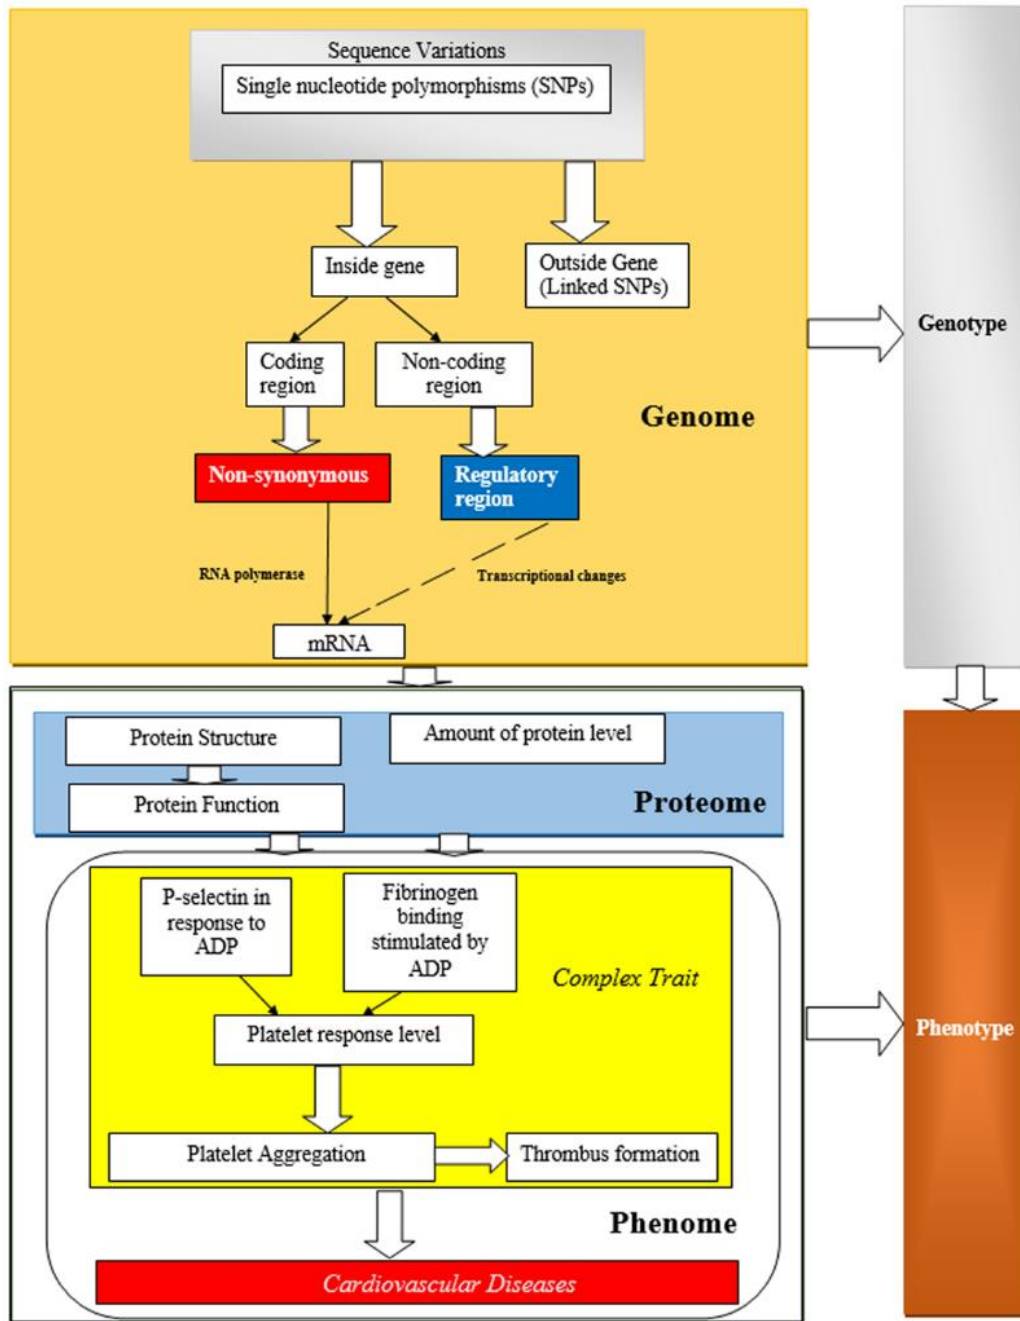 Sequence Variations
Single nucleotide polymorphisms (SNPs)
Inside gene
Outside Gene
(Linked SNPs)
Genotype
Coding
region
Non-coding
region
Genome
Non-synonymous
Regulatory
region
RNA polymerase
Transcriptional changes
mRNA
Protein Structure
Amount of protein level
Protein Function
Proteome
P-selectin in
response to
ADP
Fibrinogen
binding
stimulated by
ADP
Complex Trait
Platelet response level
Phenotype
Platelet Aggregation
Thrombus formation
Phenome
Cardiovascular Diseases